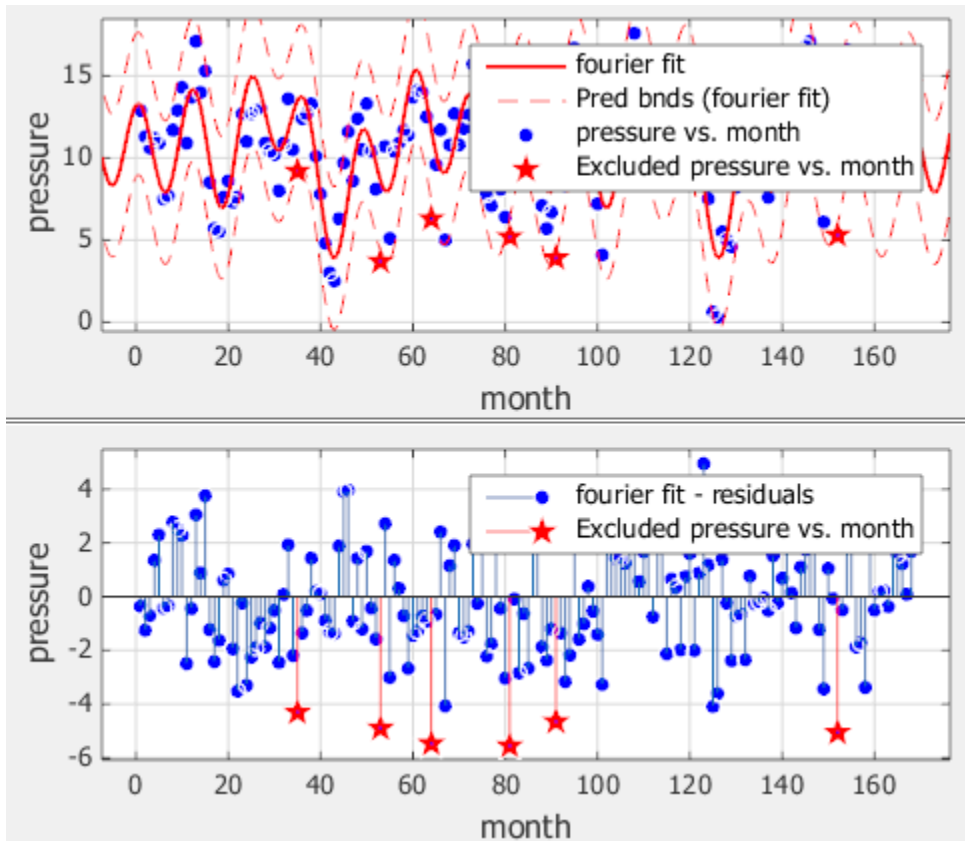 15
10
5
0
pressure
fourier fit
Pred bnds (fourier fit)
pressure vs. month
Excluded pressure vs. month
0 20 40 60 80 100 120 140 160
month
4
2
0
-2
-4
-6
pressure
fourier fit - residuals
Excluded pressure vs. month
0 20 40 60 80 100 120 140 160
month